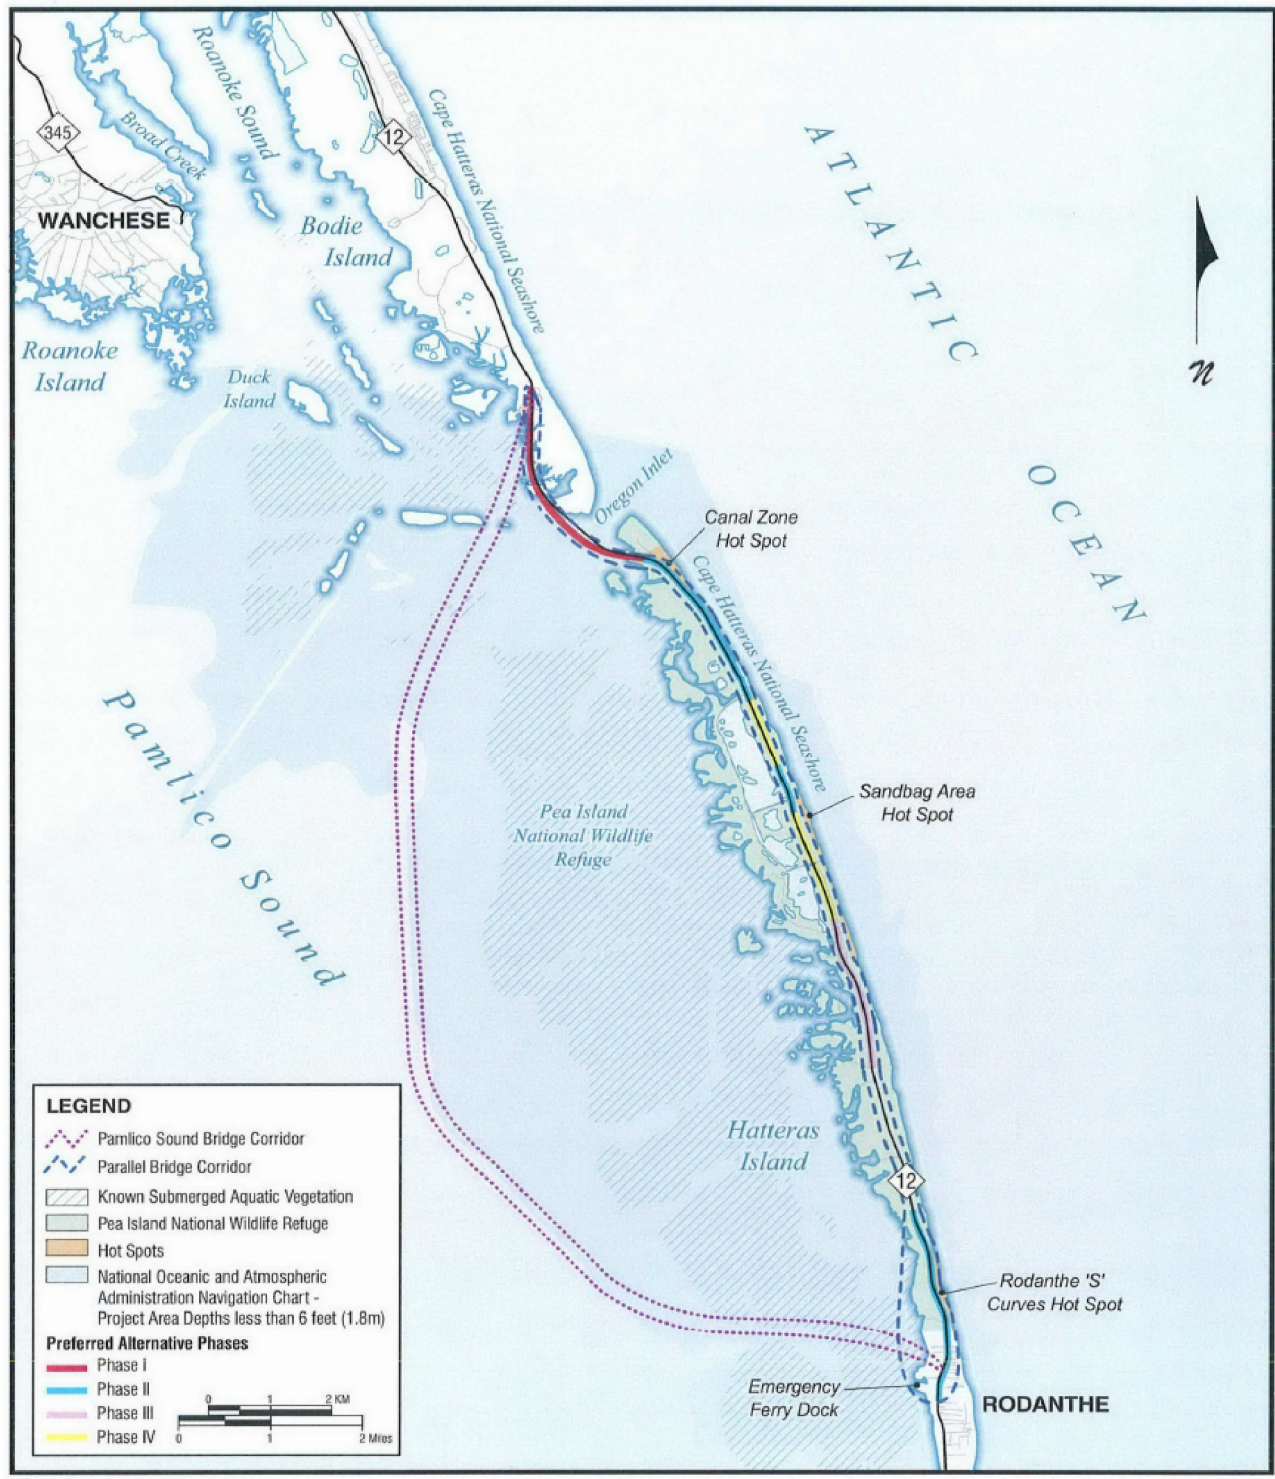 Roanoke Sound
Broad Creek
345
12
Cape Hatteras National Seashore
WANCHESE
Bodie
Island
ATLANTIC
OCEAN
N
Roanoke
Island
Duck
Island
Oregon Inlet
Canal Zone
Hot Spot
Cape Hatteras National Seashore
Pamlico Sound
Sandbag Area
Hot Spot
Pea Island
National Wildlife
Refuge
Hatteras
Island
12
Rodanthe 'S'
Curves Hot Spot
Emergency
Ferry Dock
RODANTHE
LEGEND
Pamlico Sound Bridge Corridor
Parallel Bridge Corridor
Known Submerged Aquatic Vegetation
Pea Island National Wildlife Refuge
Hot Spots
National Oceanic and Atmospheric
Administration Navigation Chart -
Project Area Depths less than 6 feet (1.8m)
Preferred Alternative Phases
Phase I
Phase II
Phase III
Phase IV
0 1 2 KM
0 1 2 Miles